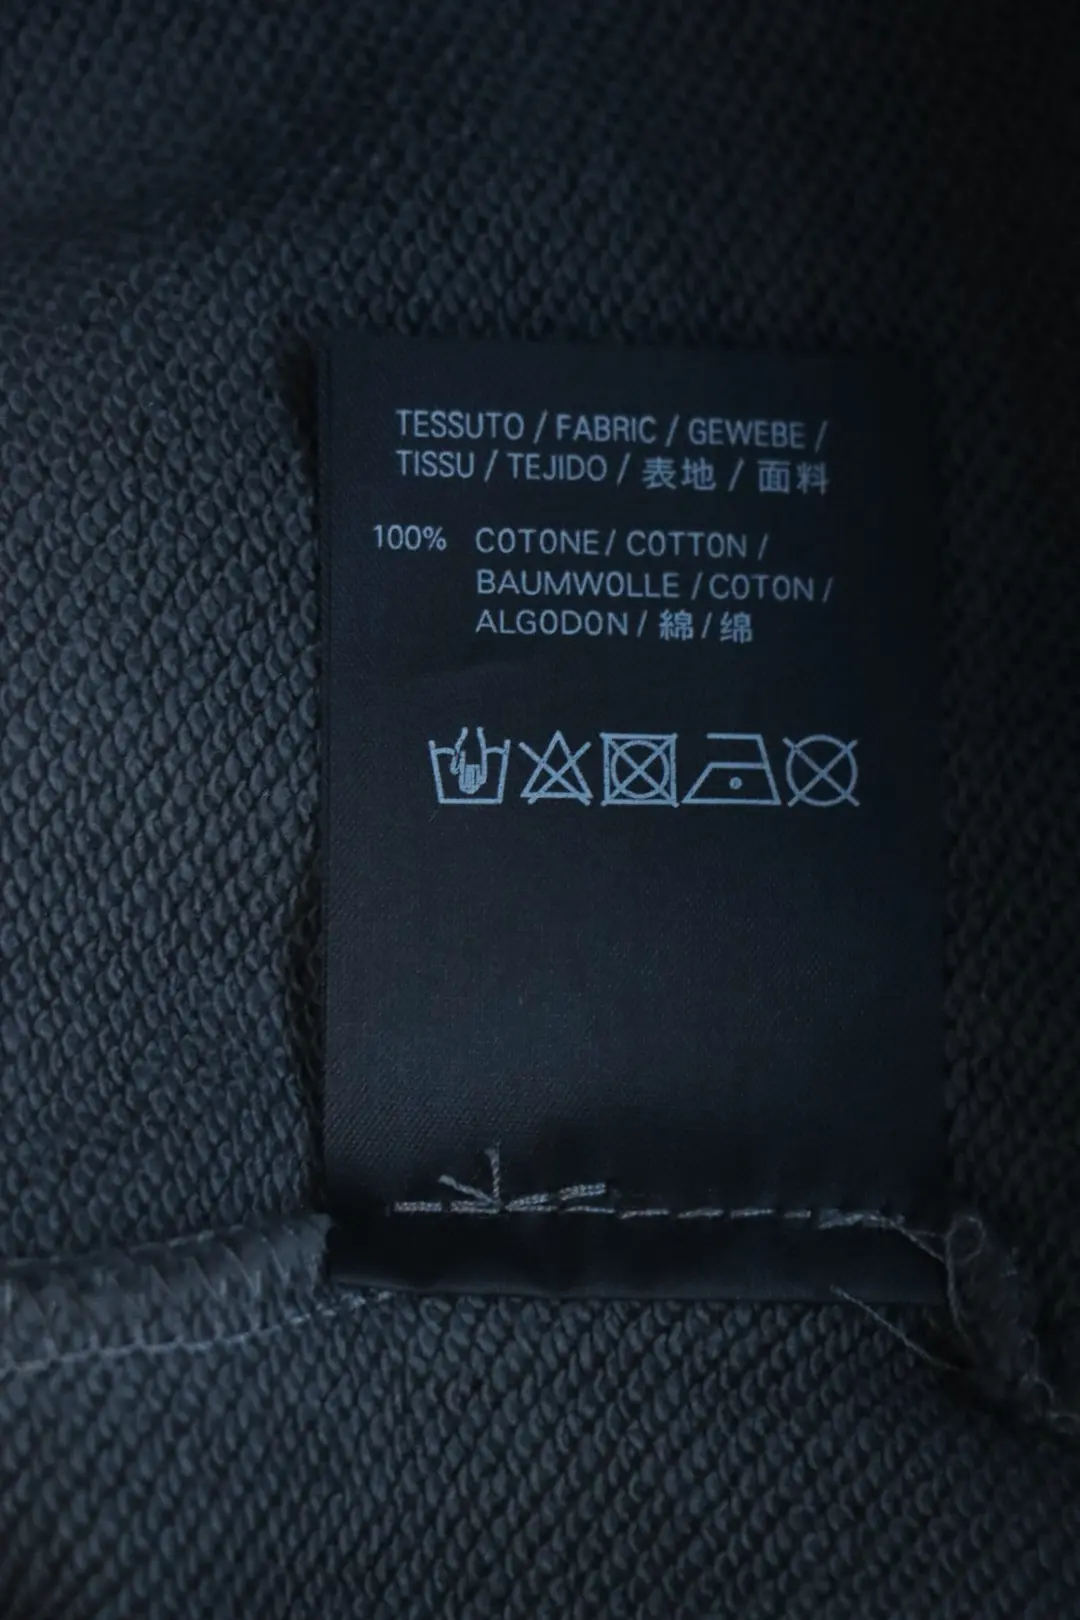 TESSUTO / FABRIC / GEWEBE /
TISSU / TEJIDO / 表地 / 面料
100% COTONE / COTTON /
BAUMWOLLE / COTON /
ALGODON / 綿 / 绵